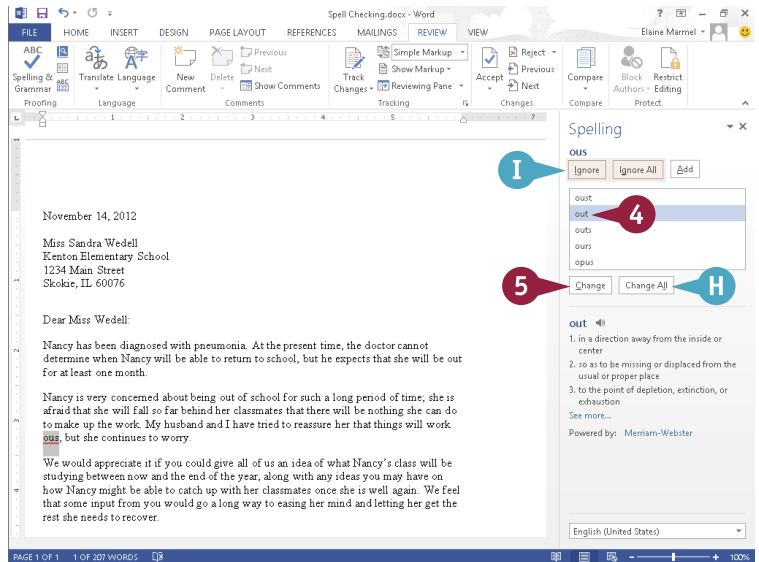 Spell Checking.docx - Word
FILE HOME INSERT DESIGN PAGE LAYOUT REFERENCES MAILINGS REVIEW VIEW Elaine Marmel
ABC
Spelling & Grammar
ABC
Proofing
Translate Language
Language
New Comment
Delete
Previous
Next
Show Comments
Comments
Track Changes
Simple Markup
Show Markup
Reviewing Pane
Tracking
Accept
Reject
Previous
Next
Changes
Compare
Compare
Block Authors
Restrict Editing
Protect
L 1 2 3 4 5 7
Spelling
ous
I
Ignore Ignore All Add
oust
out
4
outs
ours
opus
5
Change Change All
H
out
1. in a direction away from the inside or
center
2. so as to be missing or displaced from the
usual or proper place
3. to the point of depletion, extinction, or
exhaustion
See more...
Powered by: Merriam-Webster
English (United States)
November 14, 2012
Miss Sandra Wedell
Kenton Elementary School
1234 Main Street
Skokie, IL 60076
Dear Miss Wedell:
Nancy has been diagnosed with pneumonia. At the present time, the doctor cannot
determine when Nancy will be able to return to school, but he expects that she will be out
for at least one month.
Nancy is very concerned about being out of school for such a long period of time; she is
afraid that she will fall so far behind her classmates that there will be nothing she can do
to make up the work. My husband and I have tried to reassure her that things will work
ous, but she continues to worry.
We would appreciate it if you could give all of us an idea of what Nancy's class will be
studying between now and the end of the year, along with any ideas you may have on
how Nancy might be able to catch up with her classmates once she is well again. We feel
that some input from you would go a long way to easing her mind and letting her get the
rest she needs to recover.
PAGE 1 OF 1 1 OF 207 WORDS 100%